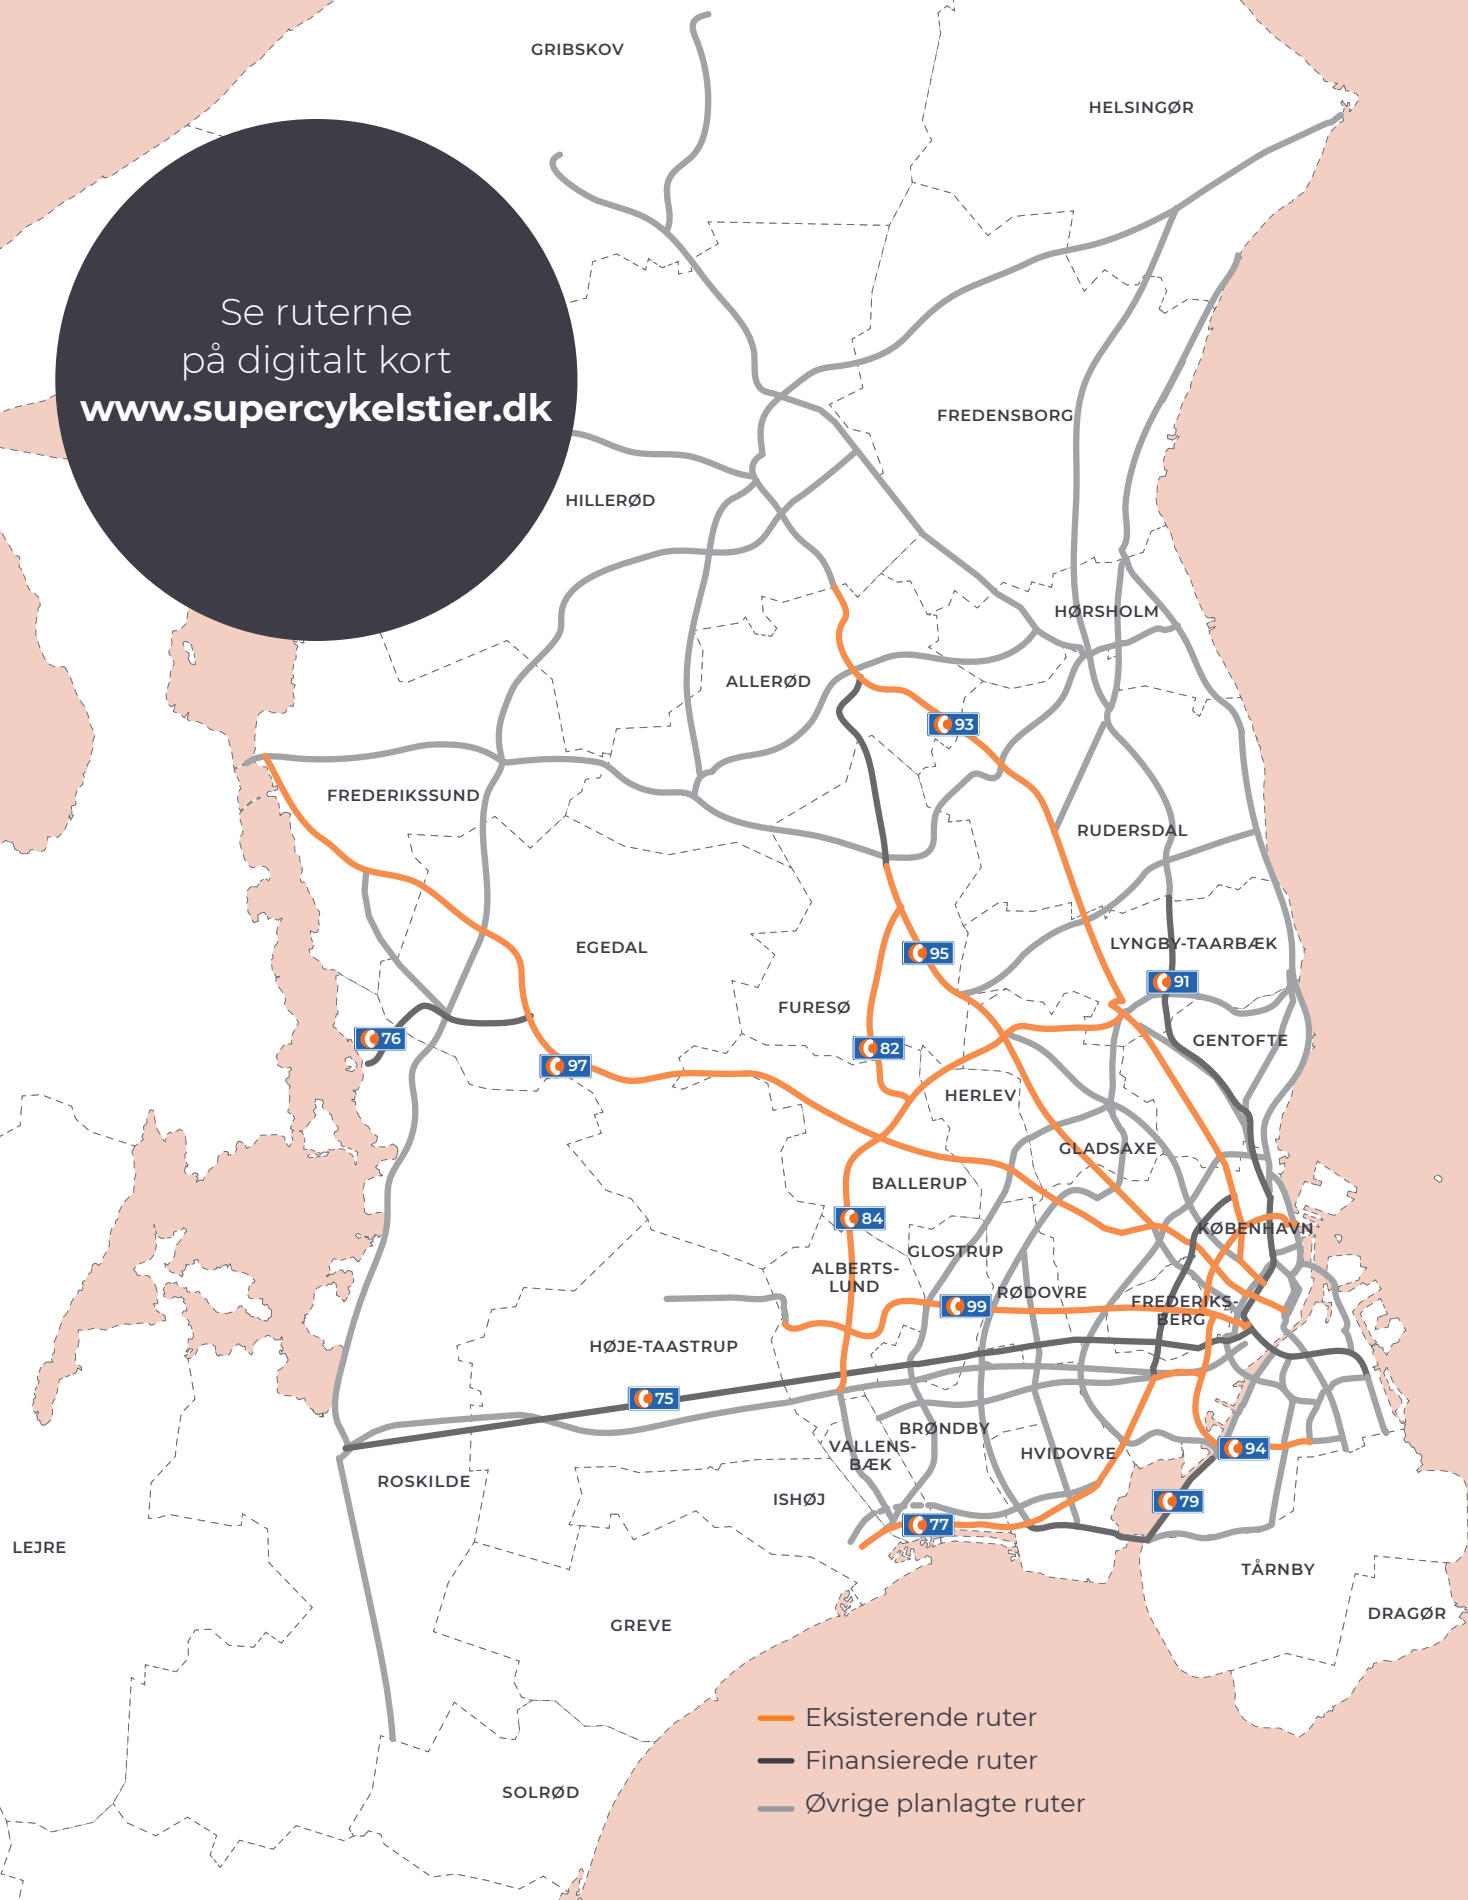 GRIBSKOV
HELSINGØR
Se ruterne
på digitalt kort
www.supercykelstier.dk
FREDENSBORG
HILLERØD
HØRSHOLM
ALLERØD
93
FREDERIKSSUND
RUDERSDAL
EGEDAL
LYNGBY-TAARBÆK
95
91
FURESØ
76
82
GENTOFTE
97
HERLEV
GLADSAXE
BALLERUP
84
KØBENHAVN
GLOSTRUP
ALBERTS-
LUND
RØDOVRE
99
FREDERIKS-
BERG
HØJE-TAASTRUP
75
BRØNDBY
VALLENS-
BÆK
HVIDOVRE
94
ROSKILDE
ISHØJ
79
77
LEJRE
TÅRNBY
DRAGØR
GREVE
Eksisterende ruter
Finansierede ruter
SOLRØD
Øvrige planlagte ruter